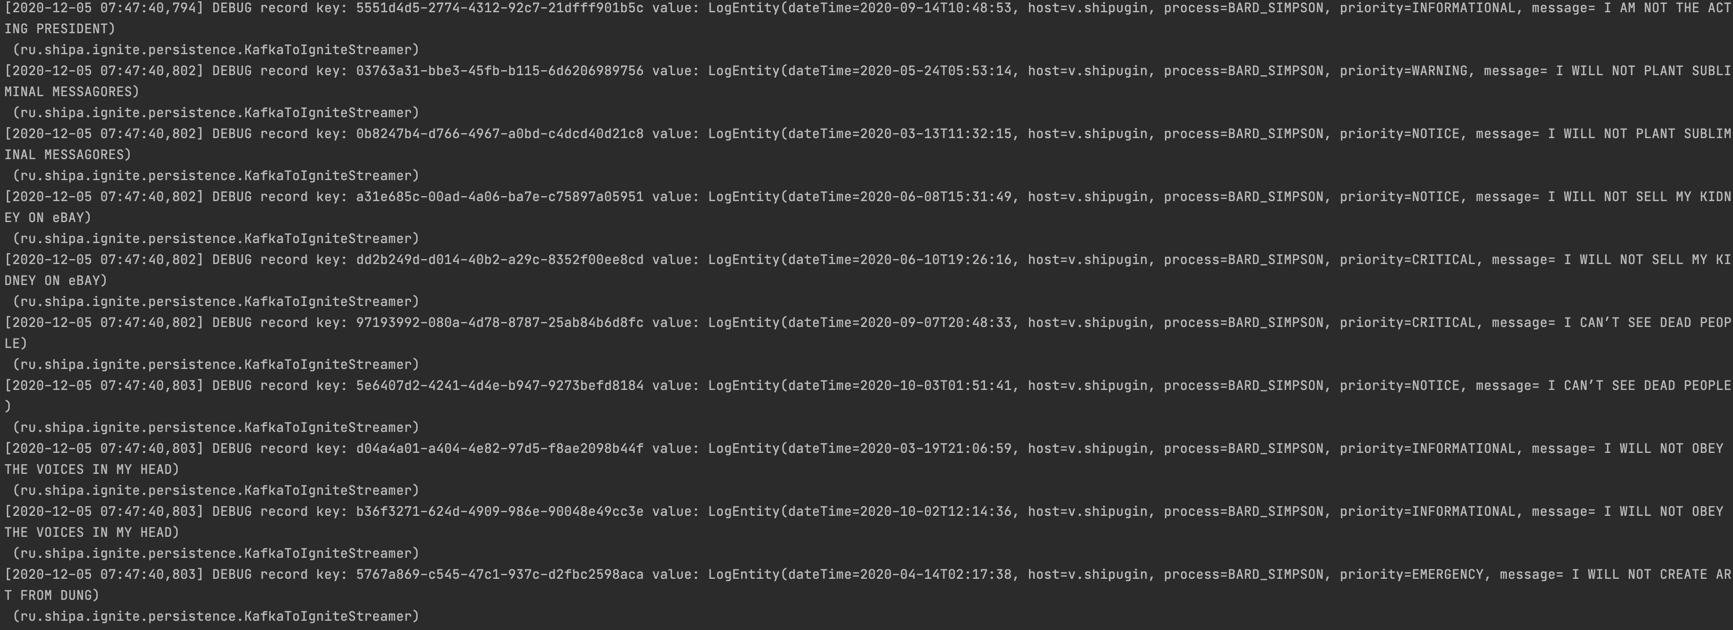 [2020-12-05 07:47:40,794] DEBUG record key: 5551d4d5-2774-4312-92c7-21dfff901b5c value: LogEntity(dateTime=2020-09-14T10:48:53, host=v.shipugin, process=BARD_SIMPSON, priority=INFORMATIONAL, message= I AM NOT THE ACT
ING PRESIDENT)
 (ru.shipa.ignite.persistence.KafkaToIgniteStreamer)
[2020-12-05 07:47:40,802] DEBUG record key: 03763a31-bbe3-45fb-b115-6d6206989756 value: LogEntity(dateTime=2020-05-24T05:53:14, host=v.shipugin, process=BARD_SIMPSON, priority=WARNING, message= I WILL NOT PLANT SUBLI
MINAL MESSAGORES)
 (ru.shipa.ignite.persistence.KafkaToIgniteStreamer)
[2020-12-05 07:47:40,802] DEBUG record key: 0b8247b4-d766-4967-a0bd-c4dcd40d21c8 value: LogEntity(dateTime=2020-03-13T11:32:15, host=v.shipugin, process=BARD_SIMPSON, priority=NOTICE, message= I WILL NOT PLANT SUBLIM
INAL MESSAGORES)
 (ru.shipa.ignite.persistence.KafkaToIgniteStreamer)
[2020-12-05 07:47:40,802] DEBUG record key: a31e685c-00ad-4a06-ba7e-c75897a05951 value: LogEntity(dateTime=2020-06-08T15:31:49, host=v.shipugin, process=BARD_SIMPSON, priority=NOTICE, message= I WILL NOT SELL MY KIDN
EY ON eBAY)
 (ru.shipa.ignite.persistence.KafkaToIgniteStreamer)
[2020-12-05 07:47:40,802] DEBUG record key: dd2b249d-d014-40b2-a29c-8352f00ee8cd value: LogEntity(dateTime=2020-06-10T19:26:16, host=v.shipugin, process=BARD_SIMPSON, priority=CRITICAL, message= I WILL NOT SELL MY KI
DNEY ON eBAY)
 (ru.shipa.ignite.persistence.KafkaToIgniteStreamer)
[2020-12-05 07:47:40,802] DEBUG record key: 97193992-080a-4d78-8787-25ab84b6d8fc value: LogEntity(dateTime=2020-09-07T20:48:33, host=v.shipugin, process=BARD_SIMPSON, priority=CRITICAL, message= I CAN’T SEE DEAD PEOP
LE)
 (ru.shipa.ignite.persistence.KafkaToIgniteStreamer)
[2020-12-05 07:47:40,803] DEBUG record key: 5e6407d2-4241-4d4e-b947-9273befd8184 value: LogEntity(dateTime=2020-10-03T01:51:41, host=v.shipugin, process=BARD_SIMPSON, priority=NOTICE, message= I CAN’T SEE DEAD PEOPLE
)
 (ru.shipa.ignite.persistence.KafkaToIgniteStreamer)
[2020-12-05 07:47:40,803] DEBUG record key: d04a4a01-a404-4e82-97d5-f8ae2098b44f value: LogEntity(dateTime=2020-03-19T21:06:59, host=v.shipugin, process=BARD_SIMPSON, priority=INFORMATIONAL, message= I WILL NOT OBEY
THE VOICES IN MY HEAD)
 (ru.shipa.ignite.persistence.KafkaToIgniteStreamer)
[2020-12-05 07:47:40,803] DEBUG record key: b36f3271-624d-4909-986e-90048e49cc3e value: LogEntity(dateTime=2020-10-02T12:14:36, host=v.shipugin, process=BARD_SIMPSON, priority=INFORMATIONAL, message= I WILL NOT OBEY
THE VOICES IN MY HEAD)
 (ru.shipa.ignite.persistence.KafkaToIgniteStreamer)
[2020-12-05 07:47:40,803] DEBUG record key: 5767a869-c545-47c1-937c-d2fbc2598aca value: LogEntity(dateTime=2020-04-14T02:17:38, host=v.shipugin, process=BARD_SIMPSON, priority=EMERGENCY, message= I WILL NOT CREATE AR
T FROM DUNG)
 (ru.shipa.ignite.persistence.KafkaToIgniteStreamer)